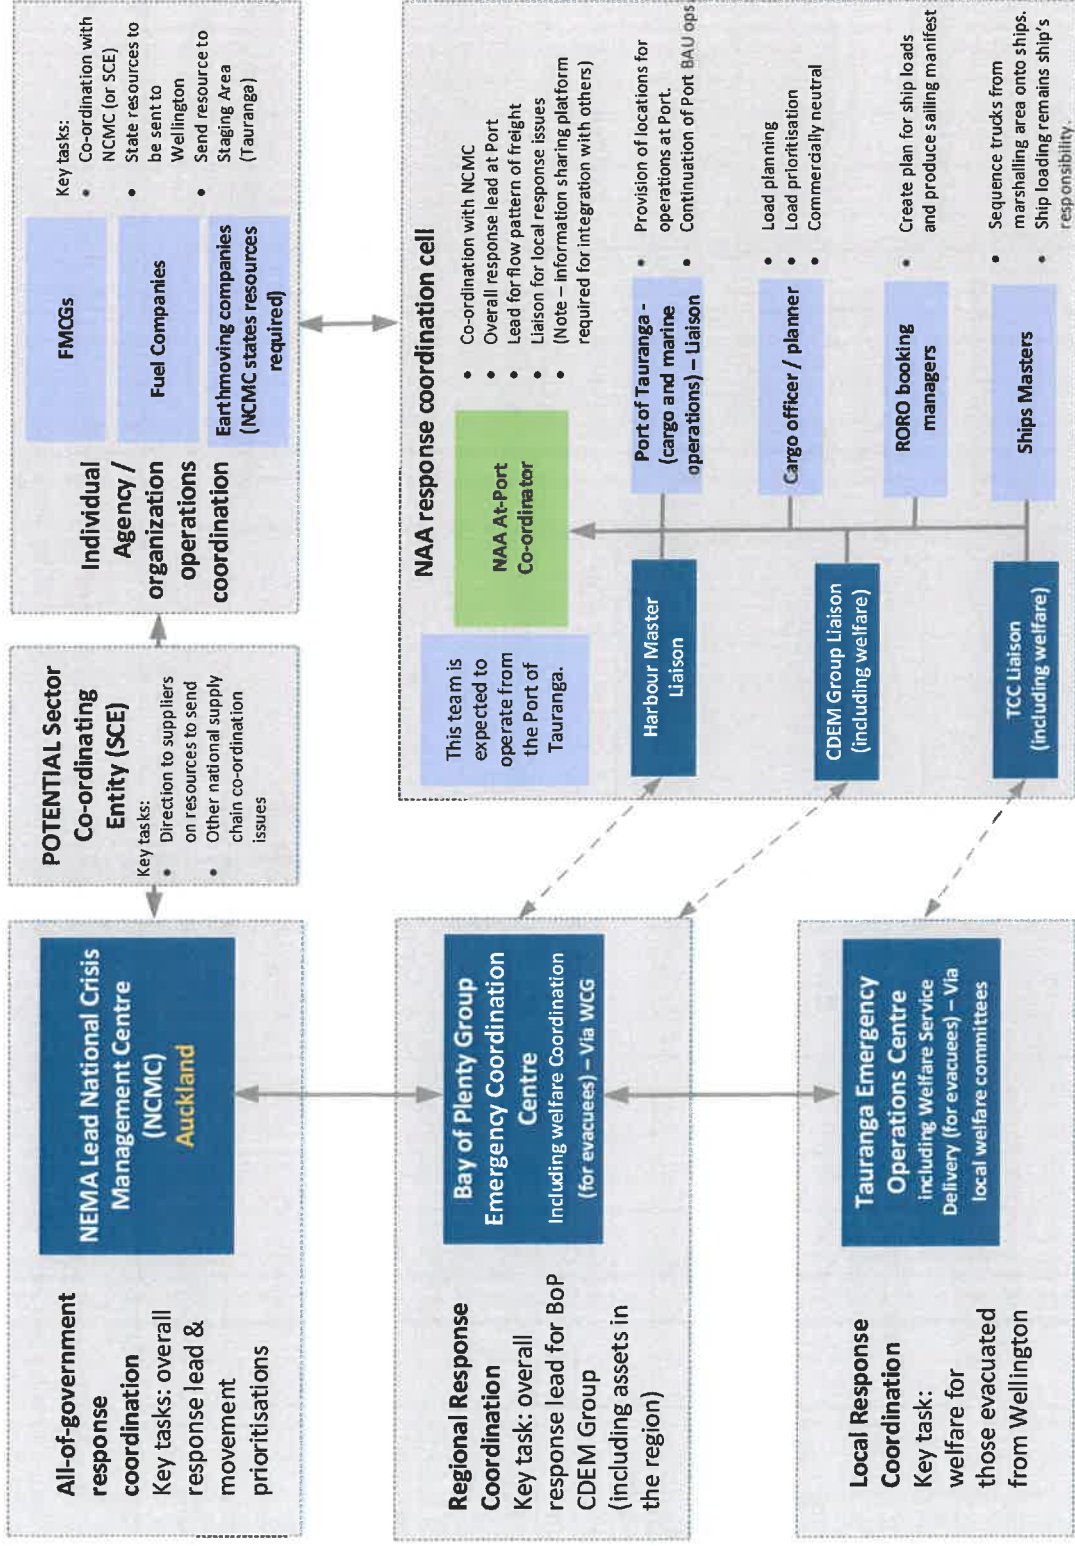 All-of-government
response
coordination
Key tasks: overall
response lead &
movement
prioritisations
NEMA Lead National Crisis
Management Centre
(NCMC)
Auckland
POTENTIAL Sector
Co-ordinating
Entity (SCE)
Key tasks:
• Direction to suppliers
on resources to send
• Other national supply
chain co-ordination
issues
Individual
Agency /
organization
operations
coordination
FMCGs
Fuel Companies
Earthmoving companies
(NCMC states resources
required)
Key tasks:
• Co-ordination with
NCMC (or SCE)
• State resources to
be sent to
Wellington
• Send resource to
Staging Area
(Tauranga)
Regional Response
Coordination
Key task: overall
response lead for BoP
CDEM Group
(including assets in
the region)
Bay of Plenty Group
Emergency Coordination
Centre
Including welfare Coordination
(for evacuees) – Via WCG
Local Response
Coordination
Key task:
welfare for
those evacuated
from Wellington
Tauranga Emergency
Operations Centre
including Welfare Service
Delivery (for evacuees) – Via
local welfare committees
NAA response coordination cell
This team is
expected to
operate from
the Port of
Tauranga.
NAA At-Port
Co-ordinator
• Co-ordination with NCMC
• Overall response lead at Port
• Lead for flow pattern of freight
• Liaison for local response issues
(Note – information sharing platform
required for integration with others)
Harbour Master
Liaison
Port of Tauranga -
(cargo and marine
operations) – Liaison
• Provision of locations for
operations at Port.
• Continuation of Port BAU ops
CDEM Group Liaison
(including welfare)
Cargo officer / planner
• Load planning
• Load prioritisation
• Commercially neutral
RORO booking
managers
• Create plan for ship loads
and produce sailing manifest
TCC Liaison
(including welfare)
Ships Masters
• Sequence trucks from
marshalling area onto ships.
• Ship loading remains ship's
responsibility.